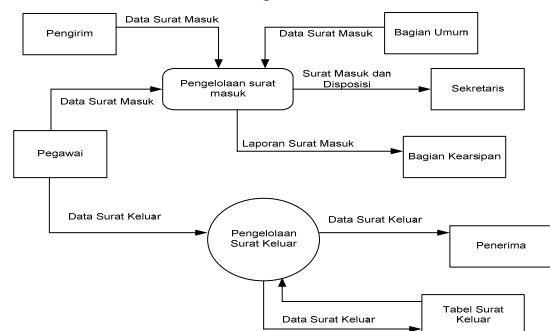 Pengirim
Data Surat Masuk
Data Surat Masuk
Bagian Umum
Pengelolaan surat
masuk
Surat Masuk dan
Disposisi
Sekretaris
Data Surat Masuk
Laporan Surat Masuk
Pegawai
Bagian Kearsipan
Data Surat Keluar
Data Surat Keluar
Pengelolaan
Surat Keluar
Penerima
Data Surat Keluar
Tabel Surat
Keluar